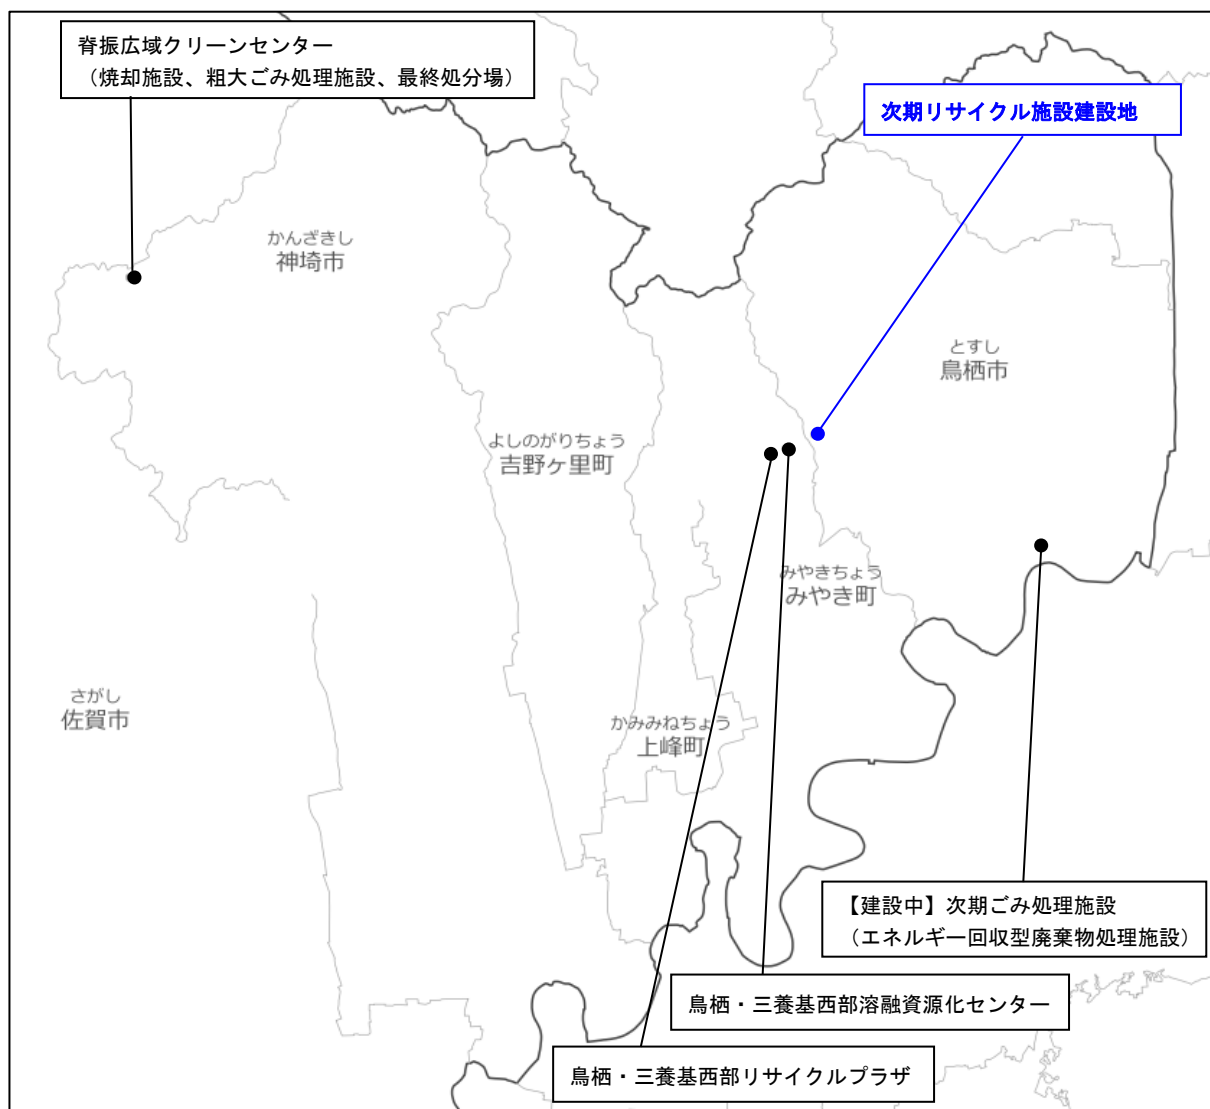 脊振広域クリーンセンター
（焼却施設、粗大ごみ処理施設、最終処分場）
次期リサイクル施設建設地
かんざきし
神埼市
とすし
鳥栖市
よしのがりちょう
吉野ヶ里町
みやきちょう
みやき町
さがし
佐賀市
かみみねちょう
上峰町
【建設中】次期ごみ処理施設
（エネルギー回収型廃棄物処理施設）
鳥栖・三養基西部溶融資源化センター
鳥栖・三養基西部リサイクルプラザ